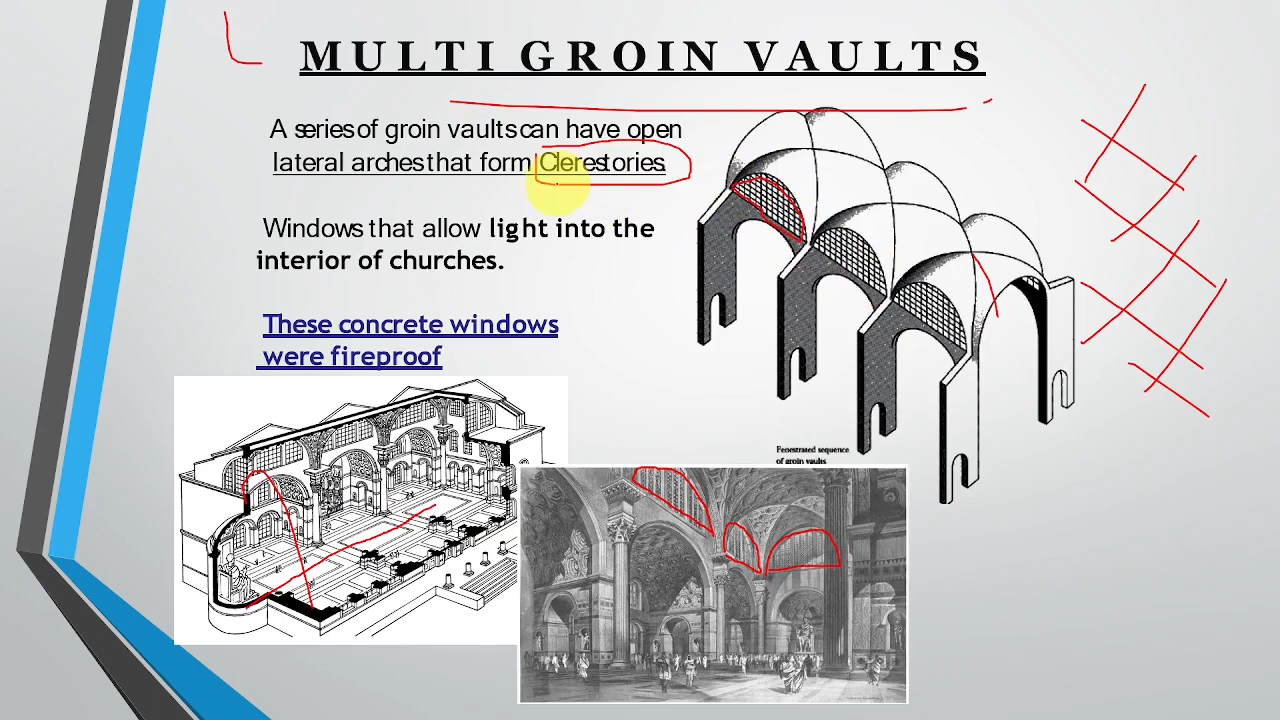 MULTI GROIN VAULTS
A series of groin vaults can have open
lateral arches that form Clerestories.
Windows that allow light into the
interior of churches.
These concrete windows
were fireproof
Fenestrated sequence
of groin vaults